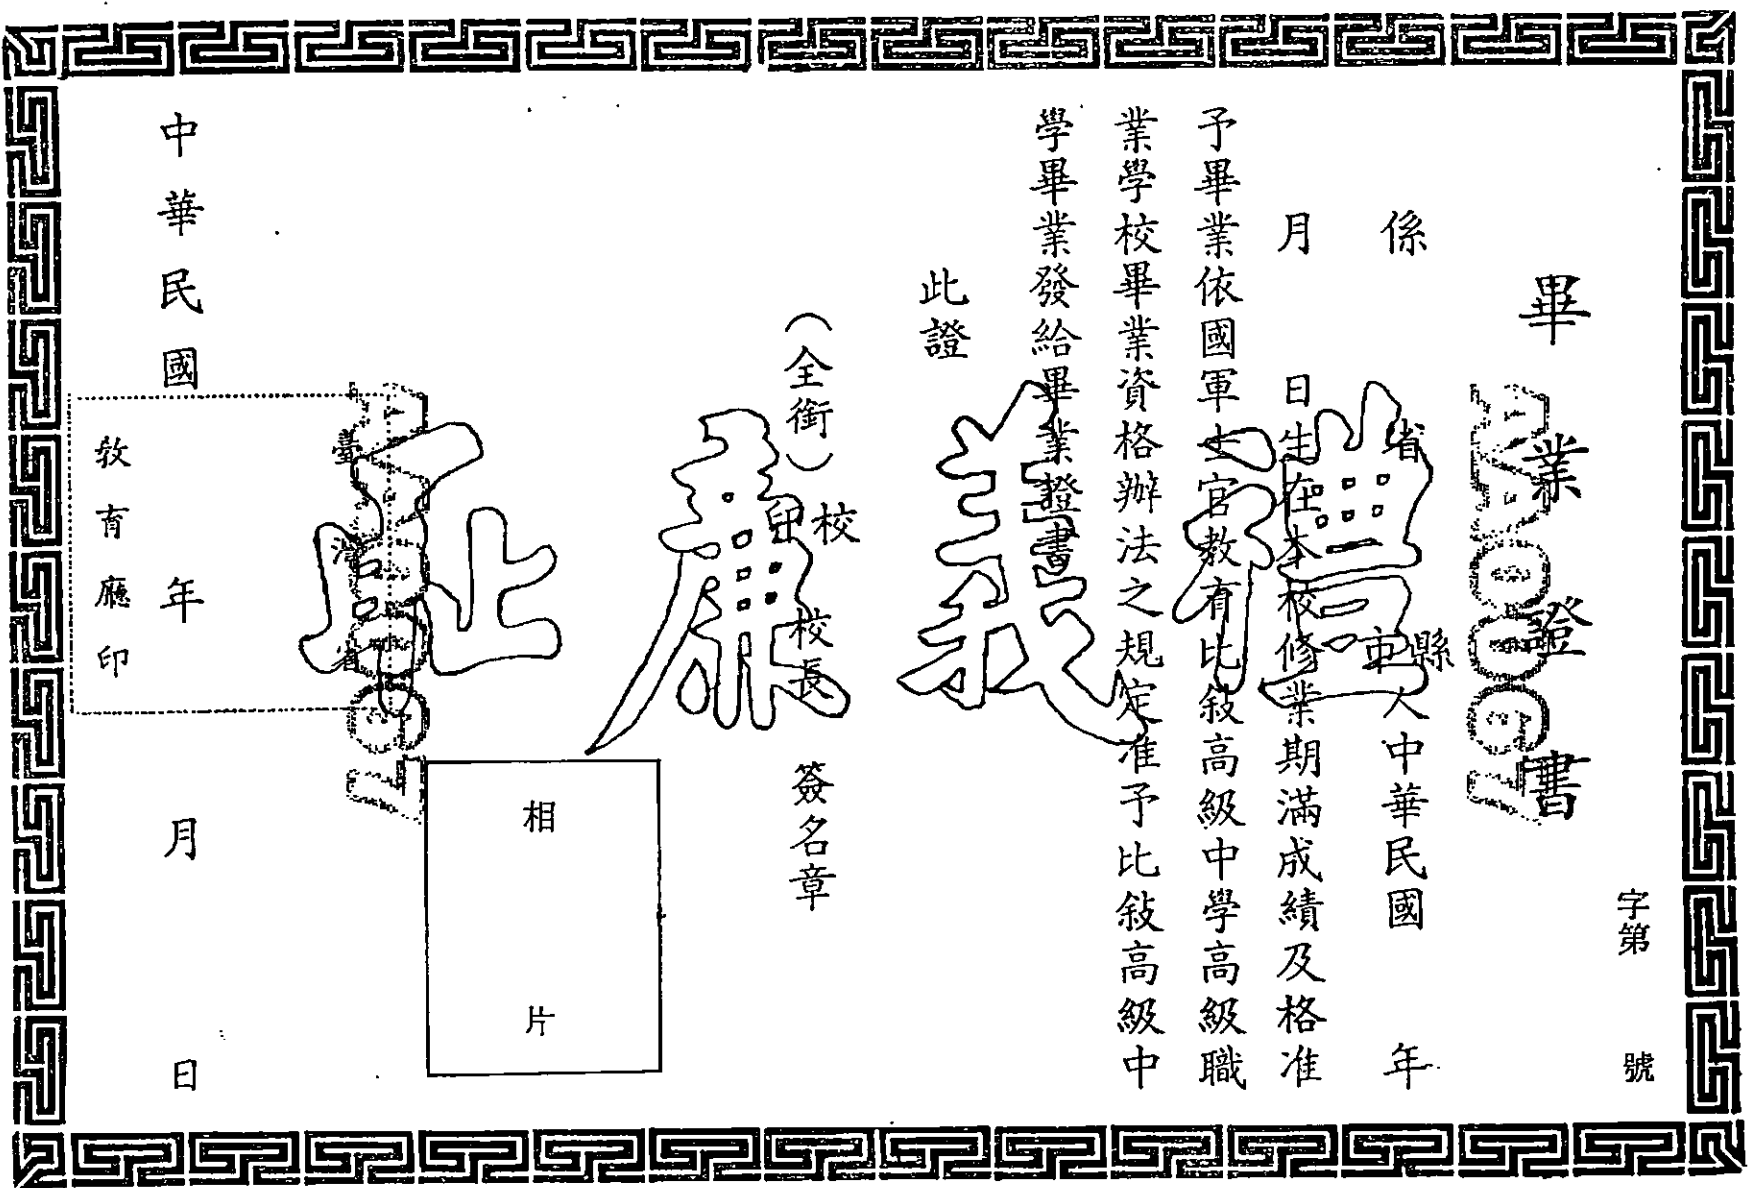 畢業證書
字第　號
係　省　縣市人中華民國　年
月　日生在本校修業期滿成績及格准
予畢業依國軍士官教有比敍高級中學高級職
業學校畢業資格辦法之規定准予比敍高級中
學畢業發給畢業證書
此證
（全銜）校印
校長　簽名章
相片
中華民國　年　月　日
臺灣省
教育廳印
禮義廉恥